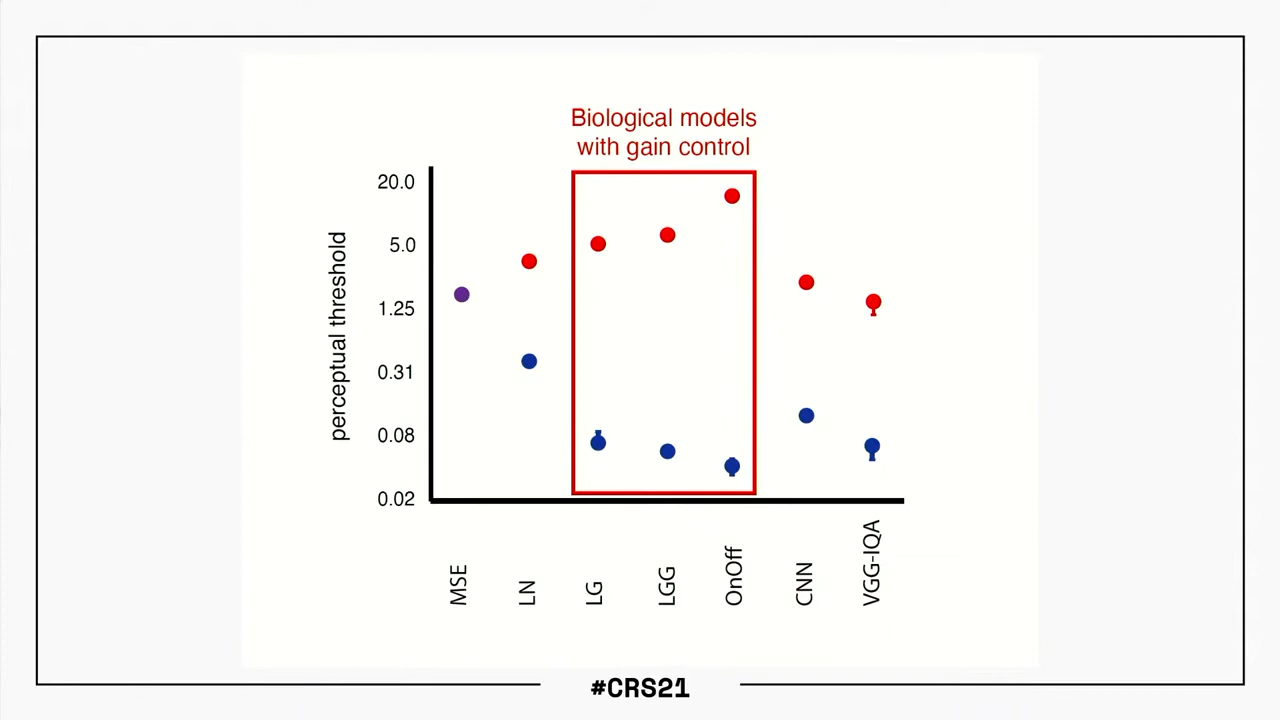 Biological models
with gain control
perceptual threshold
20.0
5.0
1.25
0.31
0.08
0.02
MSE
LN
LG
LGG
OnOff
CNN
VGG-IQA
#CRS21